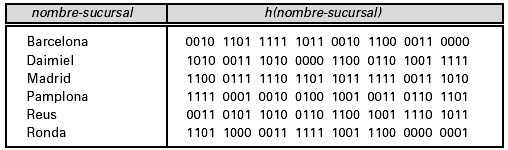 nombre-sucursal h(nombre-sucursal)
Barcelona 0010 1101 1111 1011 0010 1100 0011 0000
Daimiel 1010 0011 1010 0000 1100 0110 1001 1111
Madrid 1100 0111 1110 1101 1011 1111 0011 1010
Pamplona 1111 0001 0010 0100 1001 0011 0110 1101
Reus 0011 0101 1010 0110 1100 1001 1110 1011
Ronda 1101 1000 0011 1111 1001 1100 0000 0001